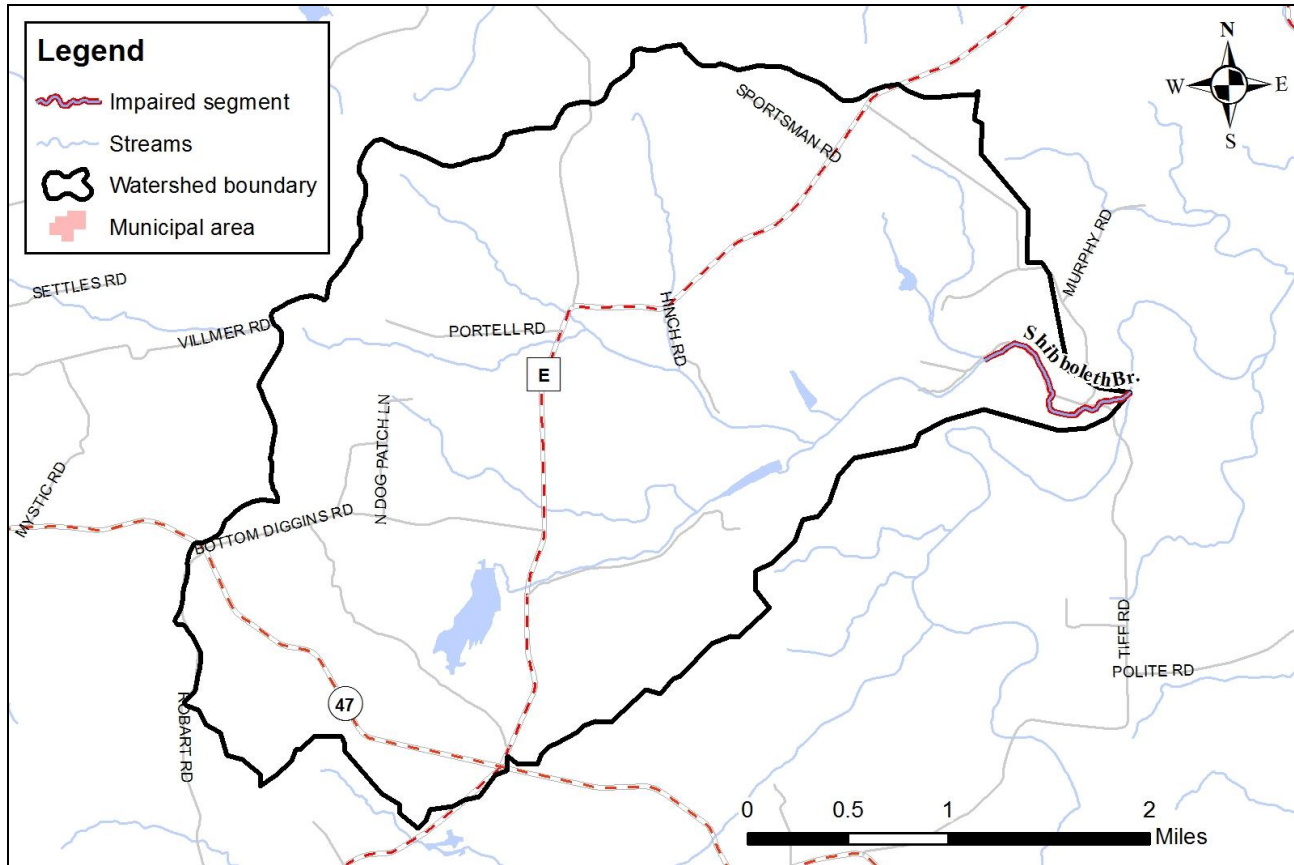 Legend
Impaired segment
Streams
Watershed boundary
Municipal area
N
W E
S
SPORTSMAN RD
MURPHY RD
SETTLES RD
VILLMER RD
PORTELL RD
HINCH RD
Shibboleth Br.
E
N DOG PATCH LN
MYSTIC RD
BOTTOM DIGGINS RD
TIFF RD
POLITE RD
ROBART RD
47
0 0.5 1 2
Miles